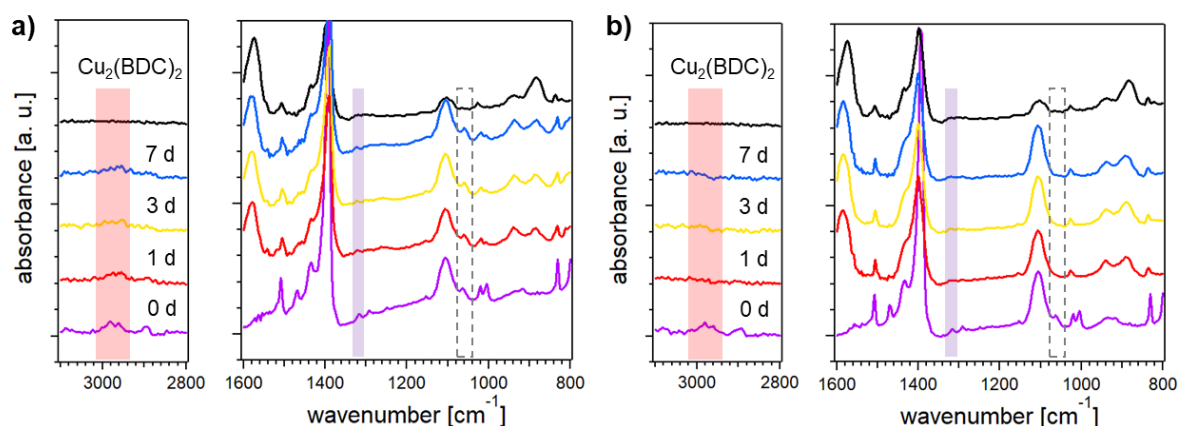 a)
absorbance [a. u.]
Cu₂(BDC)₂
7 d
3 d
1 d
0 d
3000 2800
1600 1400 1200 1000 800
wavenumber [cm⁻¹]
b)
absorbance [a. u.]
Cu₂(BDC)₂
7 d
3 d
1 d
0 d
3000 2800
1600 1400 1200 1000 800
wavenumber [cm⁻¹]